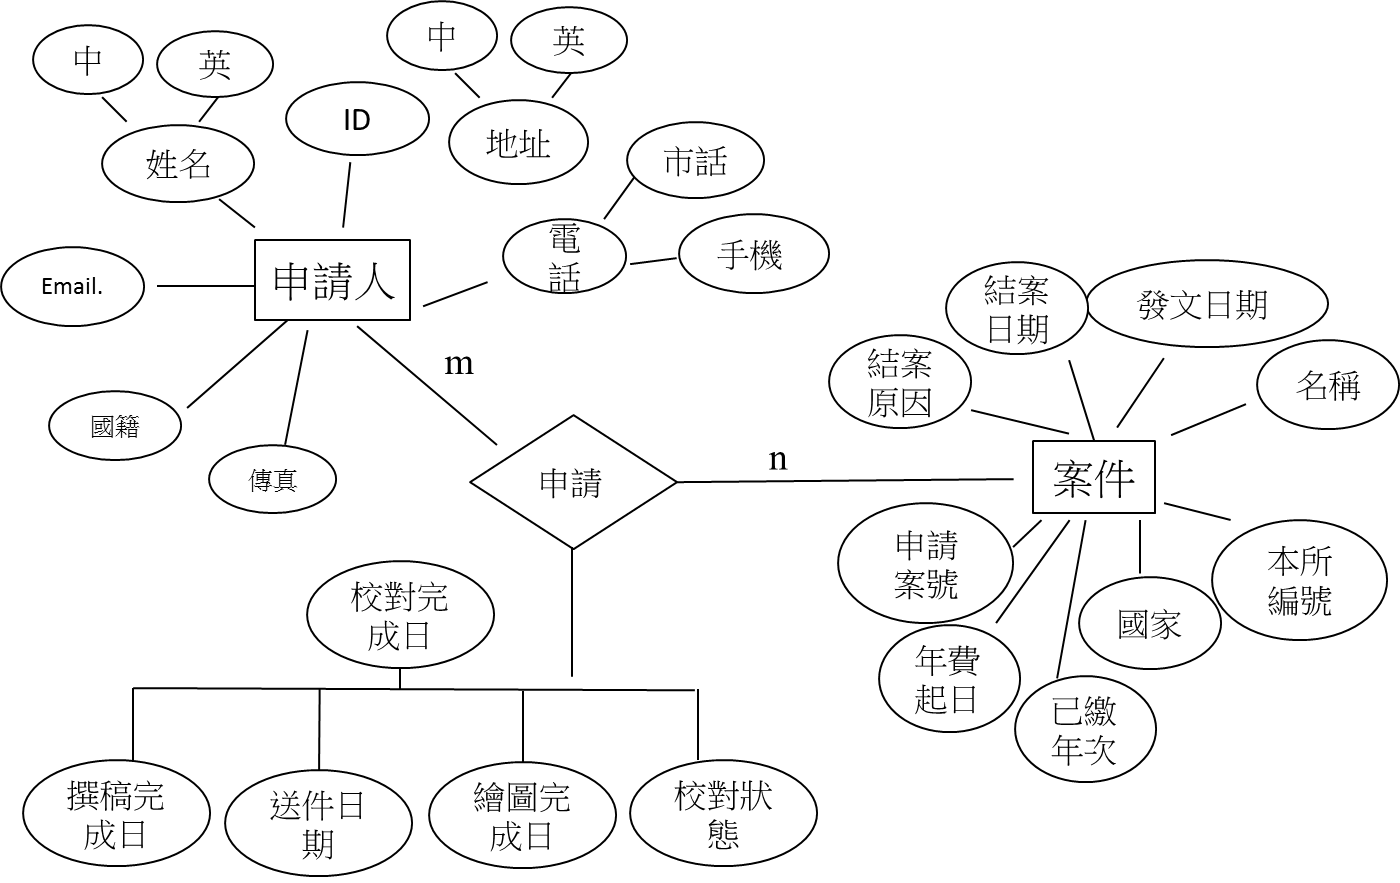 中
英
中
英
ID
姓名
地址
市話
電
話
手機
申請人
Email.
結案
日期
發文日期
m
結案
原因
名稱
國籍
傳真
申請
n
案件
申請
案號
本所
編號
校對完
成日
國家
年費
起日
已繳
年次
撰稿完
成日
送件日
期
繪圖完
成日
校對狀
態